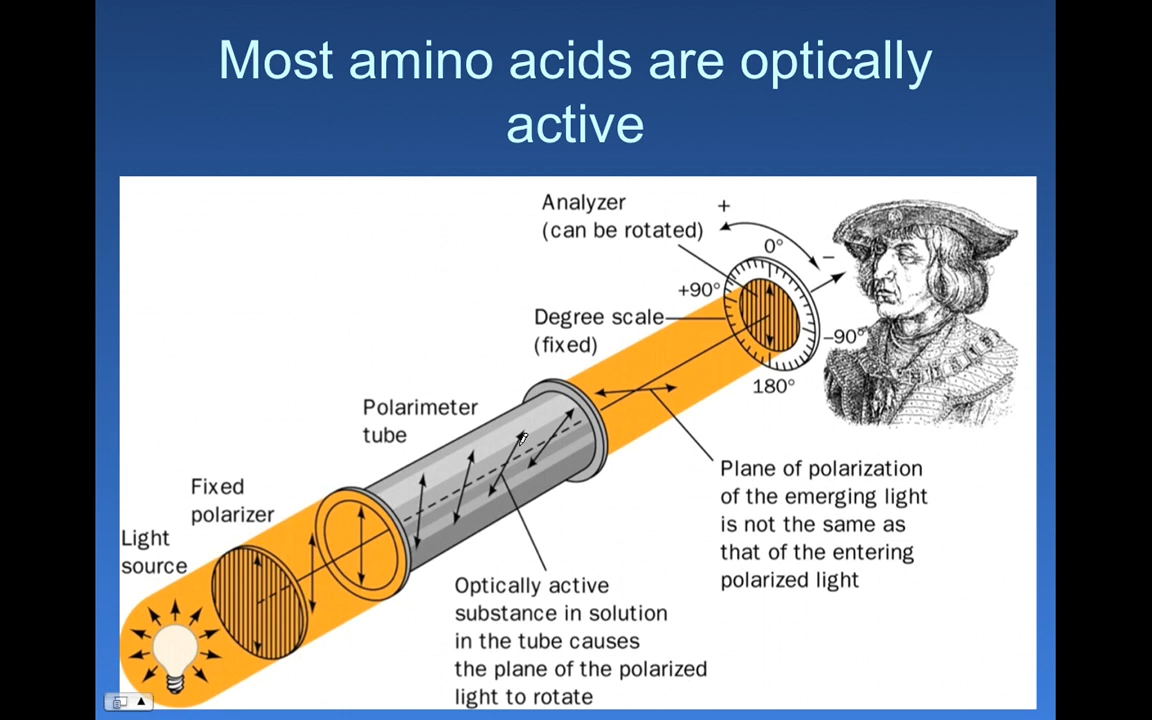 Most amino acids are optically
active
Analyzer
(can be rotated)
+
0°
−
+90°
Degree scale
(fixed)
−90°
180°
Polarimeter
tube
Plane of polarization
of the emerging light
is not the same as
that of the entering
polarized light
Fixed
polarizer
Light
source
Optically active
substance in solution
in the tube causes
the plane of the polarized
light to rotate